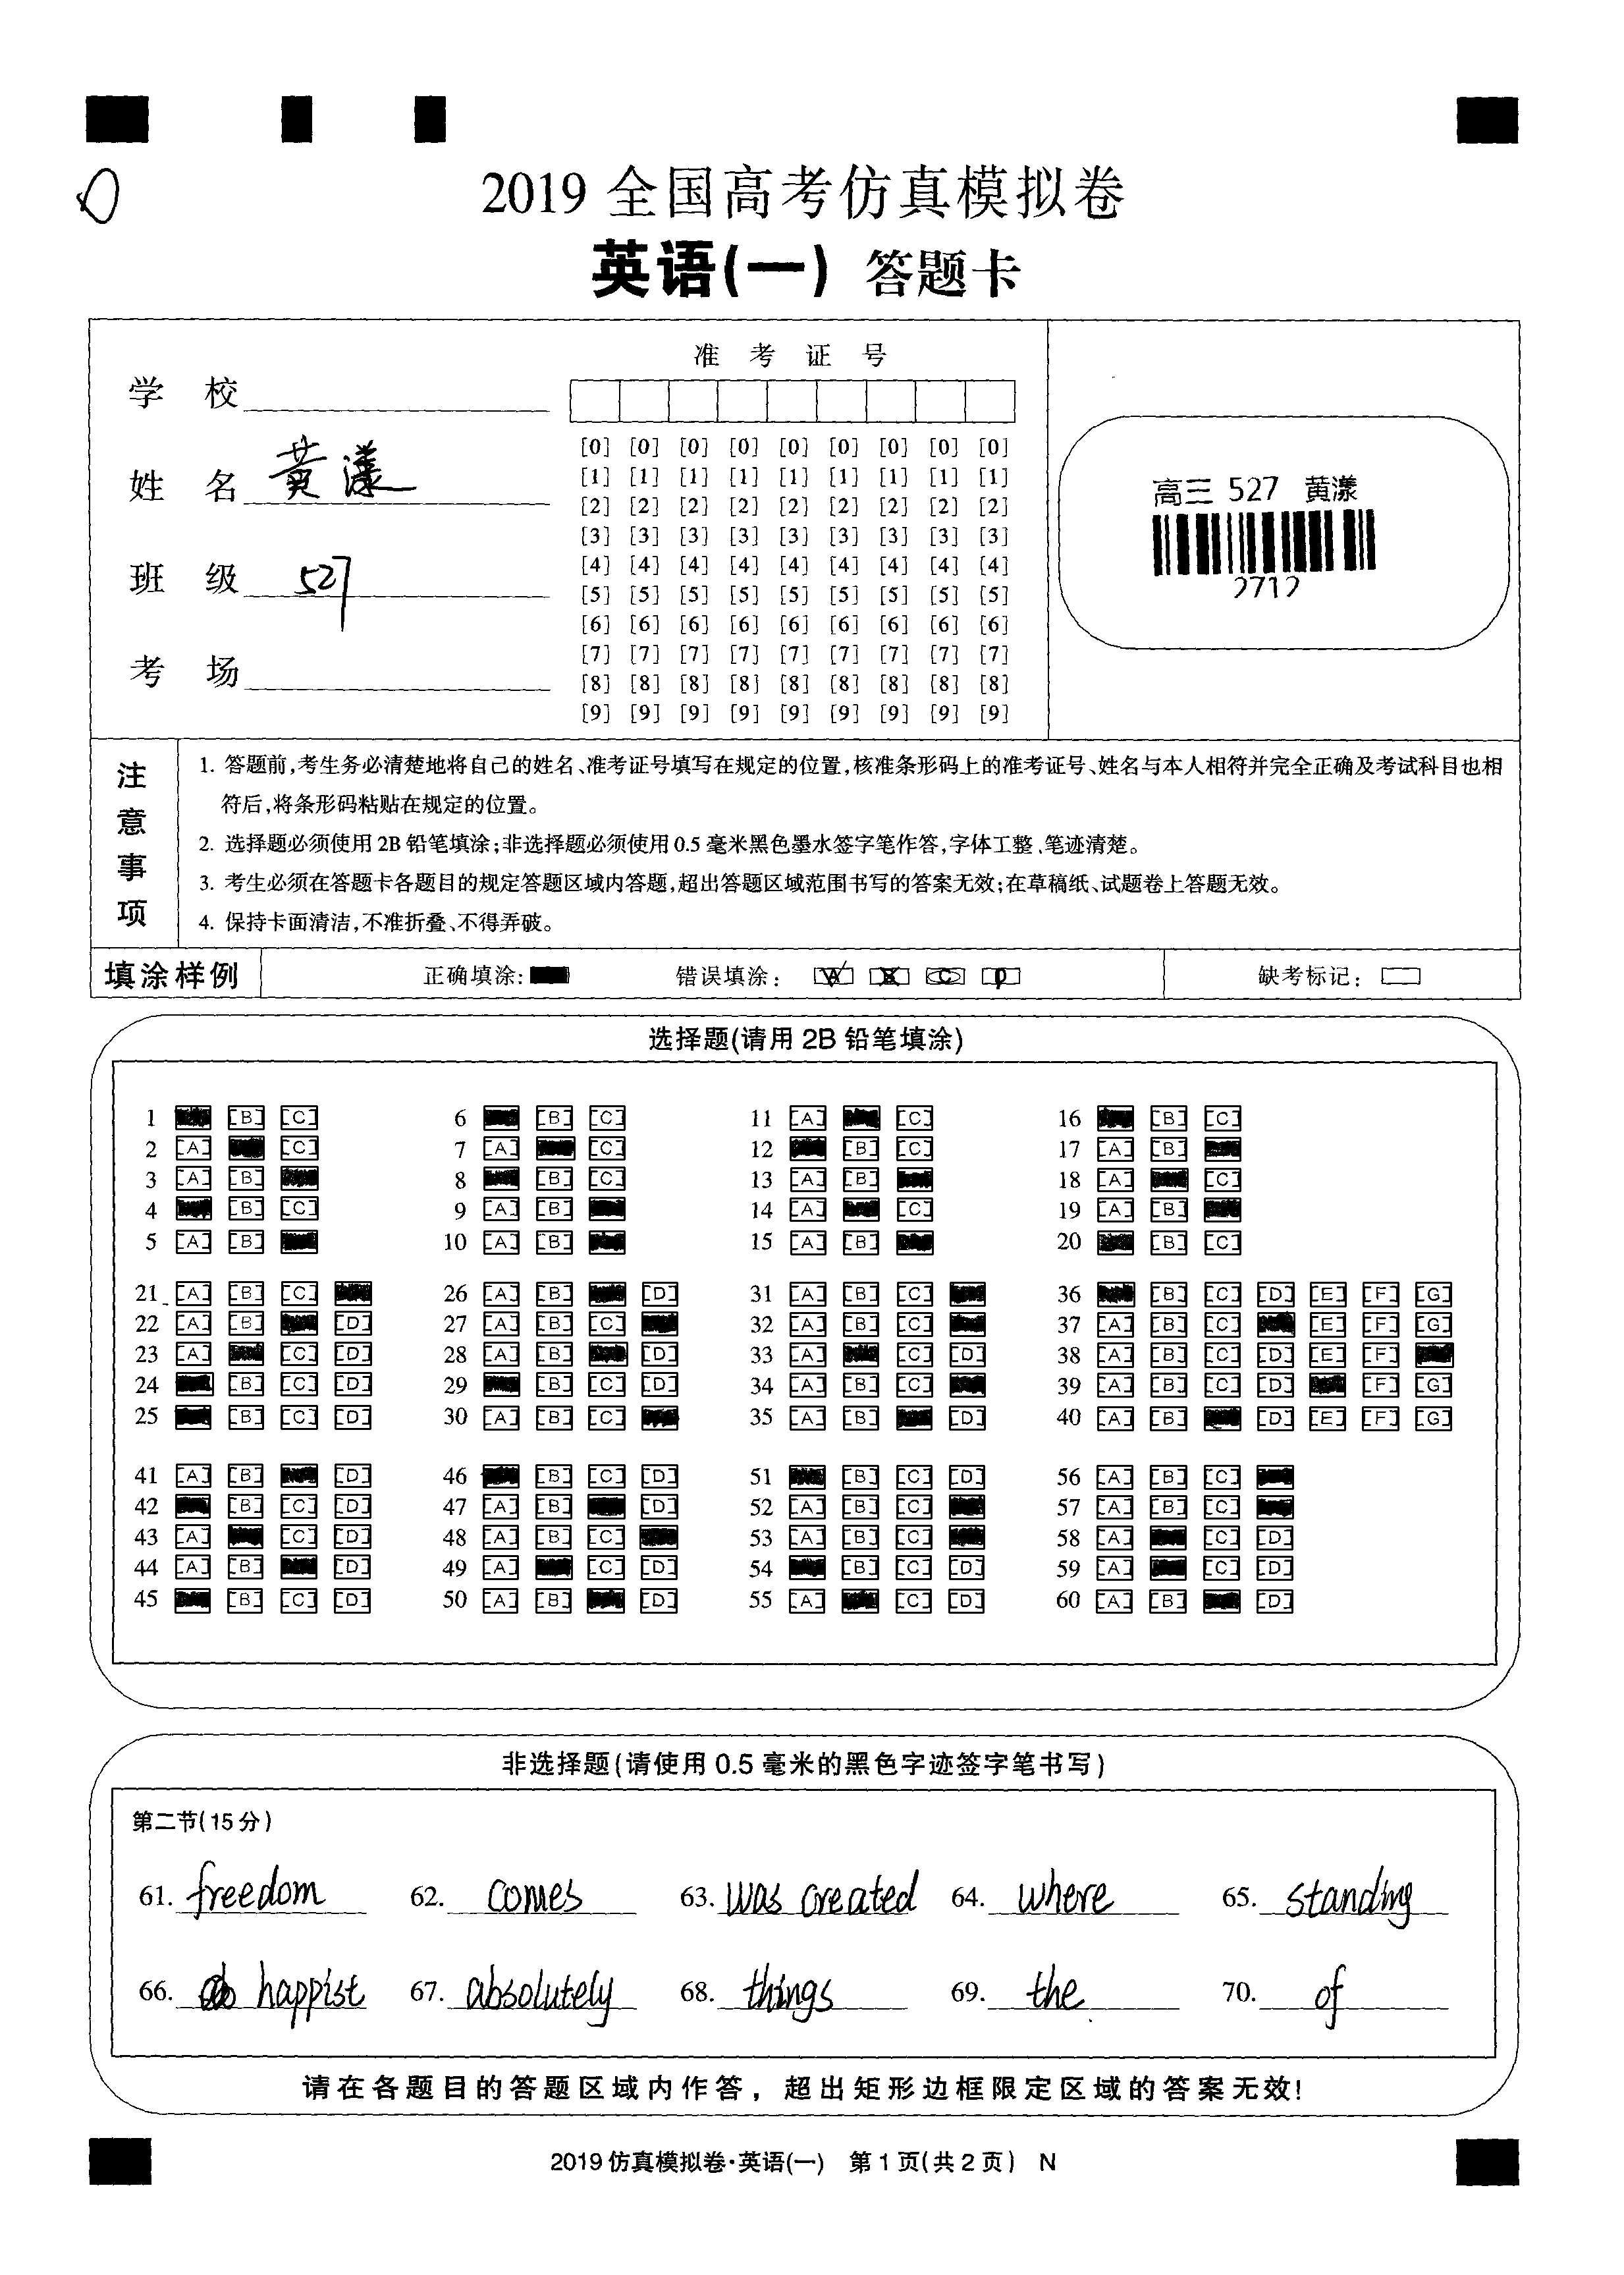 2019 全国高考仿真模拟卷
英语(一) 答题卡
准 考 证 号
学 校
姓 名 黄漾
班 级 527
考 场
[0] [0] [0] [0] [0] [0] [0] [0] [0]
[1] [1] [1] [1] [1] [1] [1] [1] [1]
[2] [2] [2] [2] [2] [2] [2] [2] [2]
[3] [3] [3] [3] [3] [3] [3] [3] [3]
[4] [4] [4] [4] [4] [4] [4] [4] [4]
[5] [5] [5] [5] [5] [5] [5] [5] [5]
[6] [6] [6] [6] [6] [6] [6] [6] [6]
[7] [7] [7] [7] [7] [7] [7] [7] [7]
[8] [8] [8] [8] [8] [8] [8] [8] [8]
[9] [9] [9] [9] [9] [9] [9] [9] [9]
高三 527 黄漾
2712
注意事项
1. 答题前,考生务必清楚地将自己的姓名、准考证号填写在规定的位置,核准条形码上的准考证号、姓名与本人相符并完全正确及考试科目也相
符后,将条形码粘贴在规定的位置。
2. 选择题必须使用2B铅笔填涂;非选择题必须使用0.5毫米黑色墨水签字笔作答,字体工整、笔迹清楚。
3. 考生必须在答题卡各题目的规定答题区域内答题,超出答题区域范围书写的答案无效;在草稿纸、试题卷上答题无效。
4. 保持卡面清洁,不准折叠、不得弄破。
填涂样例 正确填涂: 错误填涂: A B C D 缺考标记:
选择题(请用2B铅笔填涂)
1 [B] [C] 6 [B] [C] 11 [A] [C] 16 [B] [C]
2 [A] [C] 7 [A] [C] 12 [B] [C] 17 [A] [B]
3 [A] [B] 8 [B] [C] 13 [A] [B] 18 [A] [C]
4 [B] [C] 9 [A] [B] 14 [A] [C] 19 [A] [B]
5 [A] [B] 10 [A] [B] 15 [A] [B] 20 [B] [C]
21 [A] [B] [C] 26 [A] [B] [D] 31 [A] [B] [C] 36 [B] [C] [D] [E] [F] [G]
22 [A] [B] [D] 27 [A] [B] [C] 32 [A] [B] [C] 37 [A] [B] [C] [E] [F] [G]
23 [A] [C] [D] 28 [A] [B] [D] 33 [A] [C] [D] 38 [A] [B] [C] [D] [E] [F]
24 [B] [C] [D] 29 [B] [C] [D] 34 [A] [B] [C] 39 [A] [B] [C] [D] [F] [G]
25 [B] [C] [D] 30 [A] [B] [C] 35 [A] [B] [D] 40 [A] [B] [D] [E] [F] [G]
41 [A] [B] [D] 46 [B] [C] [D] 51 [B] [C] [D] 56 [A] [B] [C]
42 [B] [C] [D] 47 [A] [B] [D] 52 [A] [B] [C] 57 [A] [B] [C]
43 [A] [C] [D] 48 [A] [B] [C] 53 [A] [B] [C] 58 [A] [C] [D]
44 [A] [B] [D] 49 [A] [C] [D] 54 [B] [C] [D] 59 [A] [C] [D]
45 [B] [C] [D] 50 [A] [B] [D] 55 [A] [C] [D] 60 [A] [B] [D]
非选择题(请使用0.5毫米的黑色字迹签字笔书写)
第二节(15分)
61. freedom 62. comes 63. was created 64. where 65. standing
66. happist 67. absolutely 68. things 69. the 70. of
请在各题目的答题区域内作答，超出矩形边框限定区域的答案无效!
2019仿真模拟卷·英语(一) 第1页(共2页) N